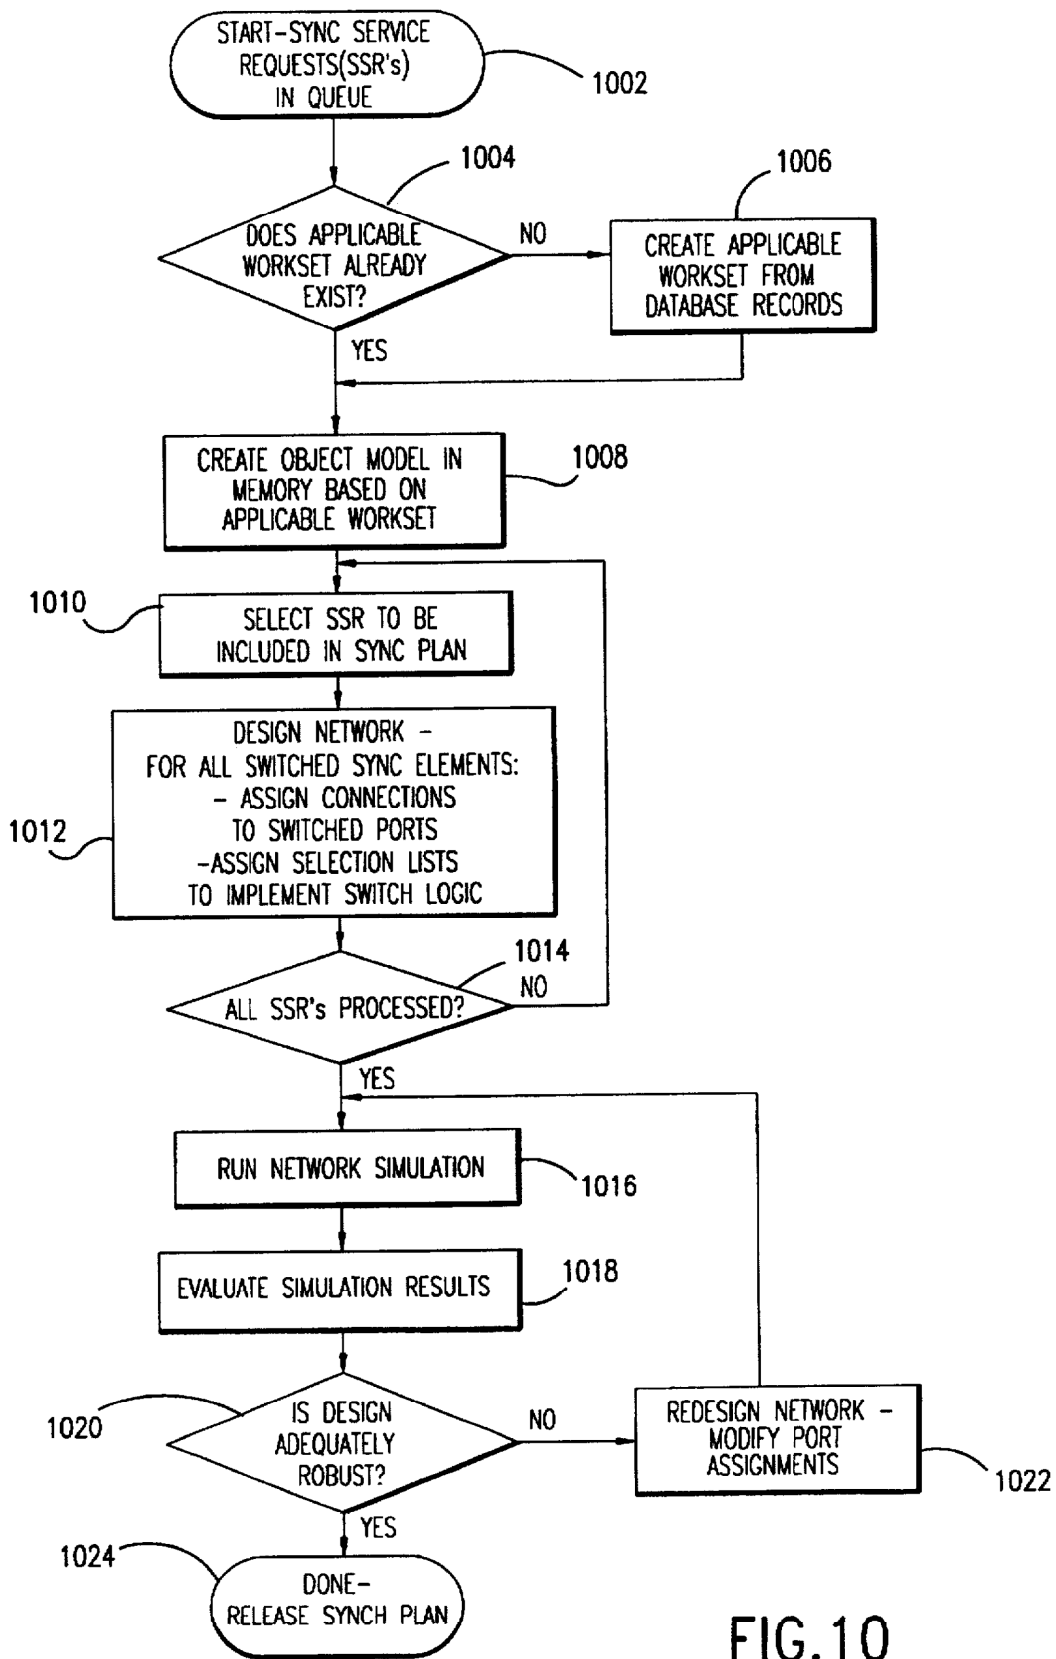 START-SYNC SERVICE
REQUESTS(SSR's)
IN QUEUE
1002
1004
1006
DOES APPLICABLE
WORKSET ALREADY
EXIST?
NO
CREATE APPLICABLE
WORKSET FROM
DATABASE RECORDS
YES
CREATE OBJECT MODEL IN
MEMORY BASED ON
APPLICABLE WORKSET
1008
1010
SELECT SSR TO BE
INCLUDED IN SYNC PLAN
DESIGN NETWORK -
FOR ALL SWITCHED SYNC ELEMENTS:
- ASSIGN CONNECTIONS
TO SWITCHED PORTS
-ASSIGN SELECTION LISTS
TO IMPLEMENT SWITCH LOGIC
1012
1014
ALL SSR's PROCESSED?
NO
YES
RUN NETWORK SIMULATION
1016
EVALUATE SIMULATION RESULTS
1018
1020
IS DESIGN
ADEQUATELY
ROBUST?
NO
REDESIGN NETWORK -
MODIFY PORT
ASSIGNMENTS
1022
YES
1024
DONE-
RELEASE SYNCH PLAN
FIG.10